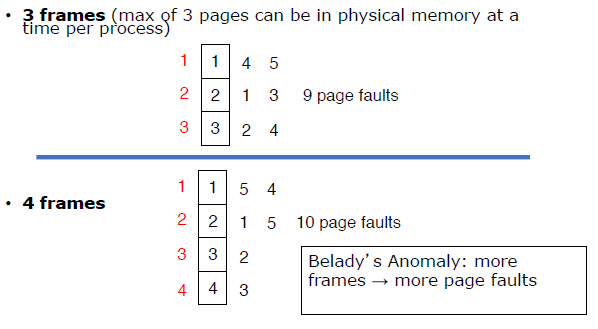 • 3 frames (max of 3 pages can be in physical memory at a
time per process)
1 1 4 5
2 2 1 3 9 page faults
3 3 2 4
• 4 frames
1 1 5 4
2 2 1 5 10 page faults
3 3 2
4 4 3
Belady's Anomaly: more
frames → more page faults